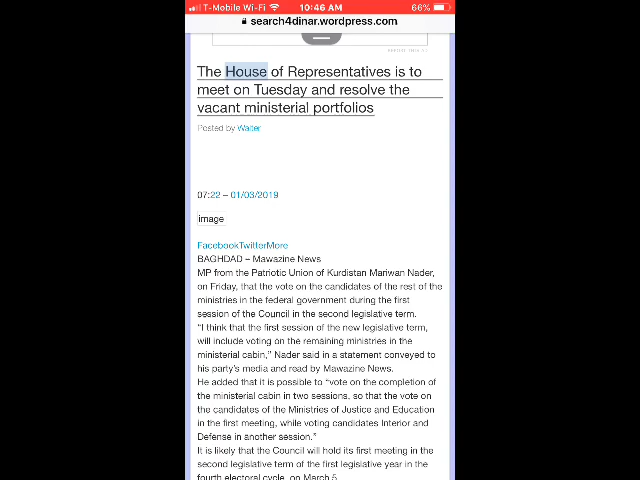 T-Mobile Wi-Fi 10:46 AM 66%
search4dinar.wordpress.com
The House of Representatives is to
meet on Tuesday and resolve the
vacant ministerial portfolios
Posted by Walter
07:22 – 01/03/2019
image
FacebookTwitterMore
BAGHDAD – Mawazine News
MP from the Patriotic Union of Kurdistan Mariwan Nader,
on Friday, that the vote on the candidates of the rest of the
ministries in the federal government during the first
session of the Council in the second legislative term.
“I think that the first session of the new legislative term,
will include voting on the remaining ministries in the
ministerial cabin,” Nader said in a statement conveyed to
his party’s media and read by Mawazine News.
He added that it is possible to “vote on the completion of
the ministerial cabin in two sessions, so that the vote on
the candidates of the Ministries of Justice and Education
in the first meeting, while voting candidates Interior and
Defense in another session.”
It is likely that the Council will hold its first meeting in the
second legislative term of the first legislative year in the
fourth electoral cycle, on March 5.